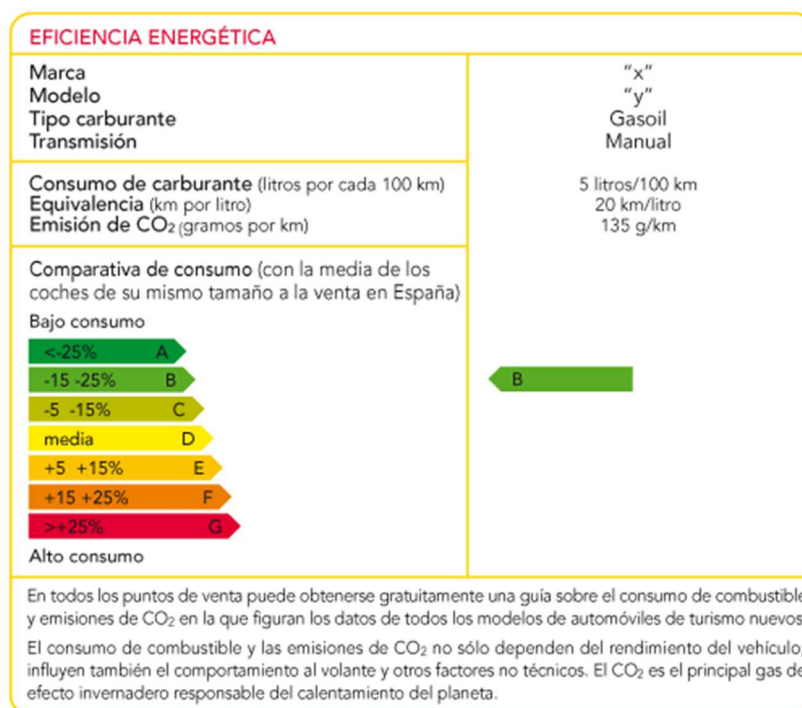 EFICIENCIA ENERGÉTICA
Marca "x"
Modelo "y"
Tipo carburante Gasoil
Transmisión Manual
Consumo de carburante (litros por cada 100 km) 5 litros/100 km
Equivalencia (km por litro) 20 km/litro
Emisión de CO₂ (gramos por km) 135 g/km
Comparativa de consumo (con la media de los
coches de su mismo tamaño a la venta en España)
Bajo consumo
<-25% A
-15 -25% B B
-5 -15% C
media D
+5 +15% E
+15 +25% F
>+25% G
Alto consumo
En todos los puntos de venta puede obtenerse gratuitamente una guía sobre el consumo de combustible
y emisiones de CO₂ en la que figuran los datos de todos los modelos de automóviles de turismo nuevos
El consumo de combustible y las emisiones de CO₂ no sólo dependen del rendimiento del vehículo,
influyen también el comportamiento al volante y otros factores no técnicos. El CO₂ es el principal gas de
efecto invernadero responsable del calentamiento del planeta.